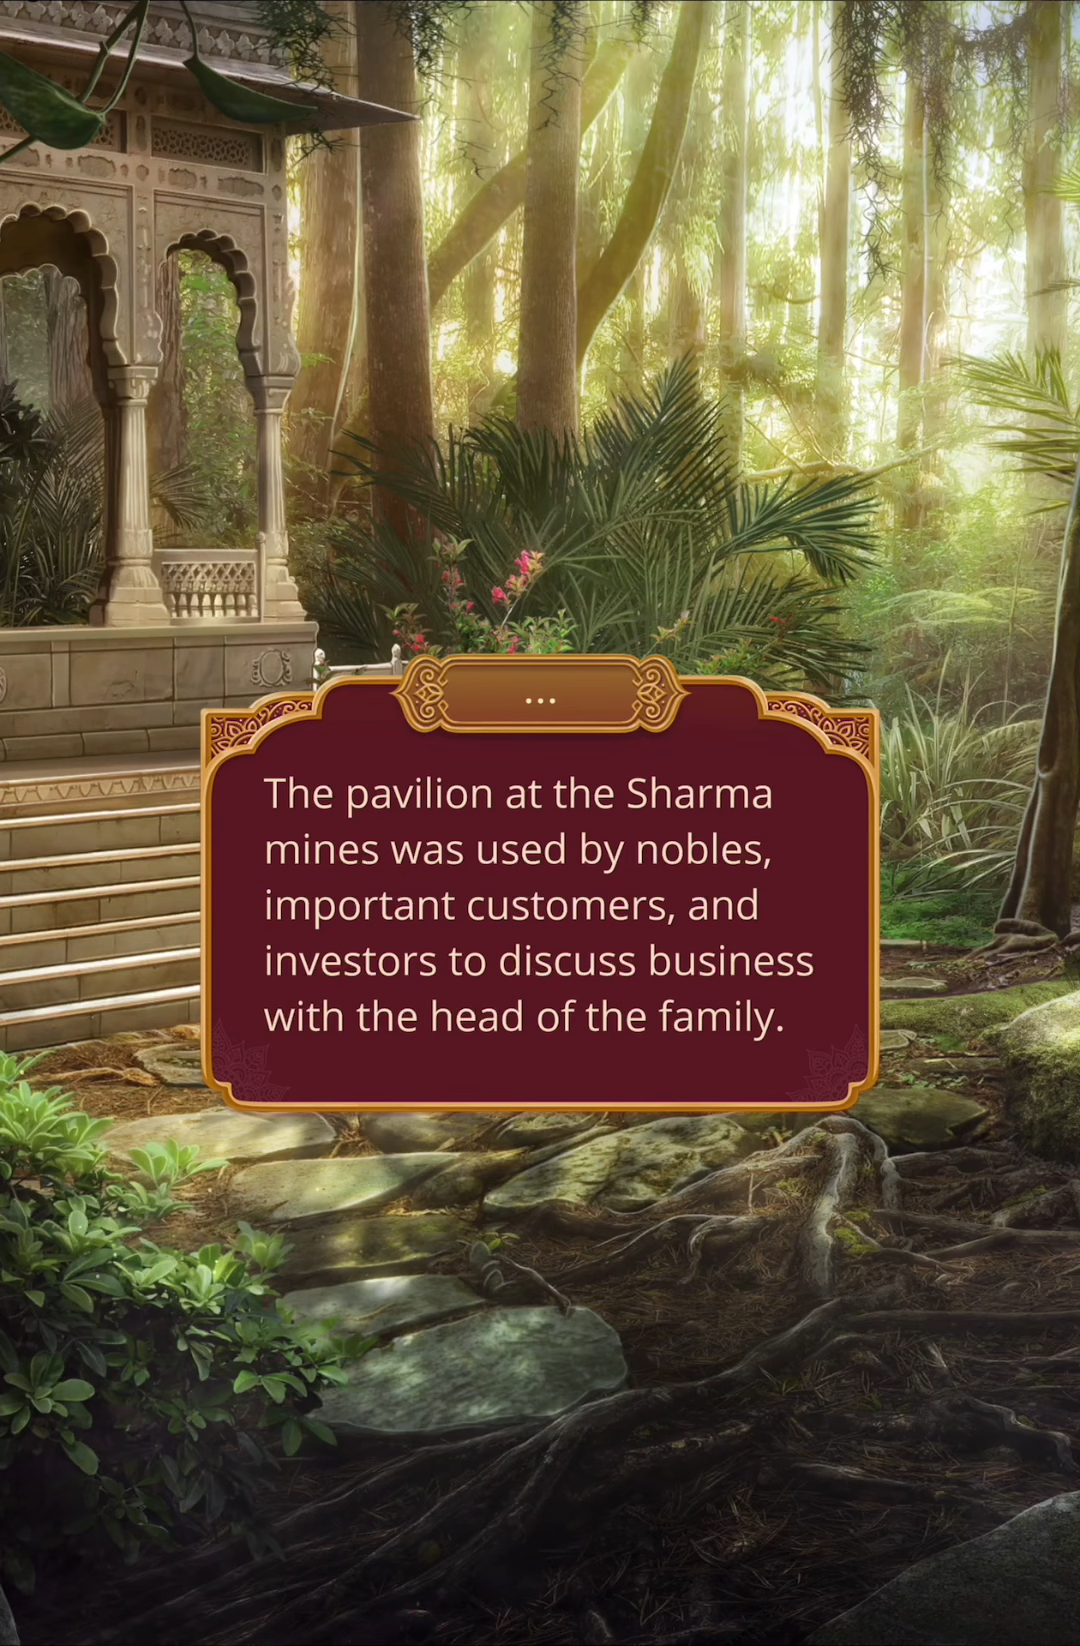 ...
The pavilion at the Sharma
mines was used by nobles,
important customers, and
investors to discuss business
with the head of the family.